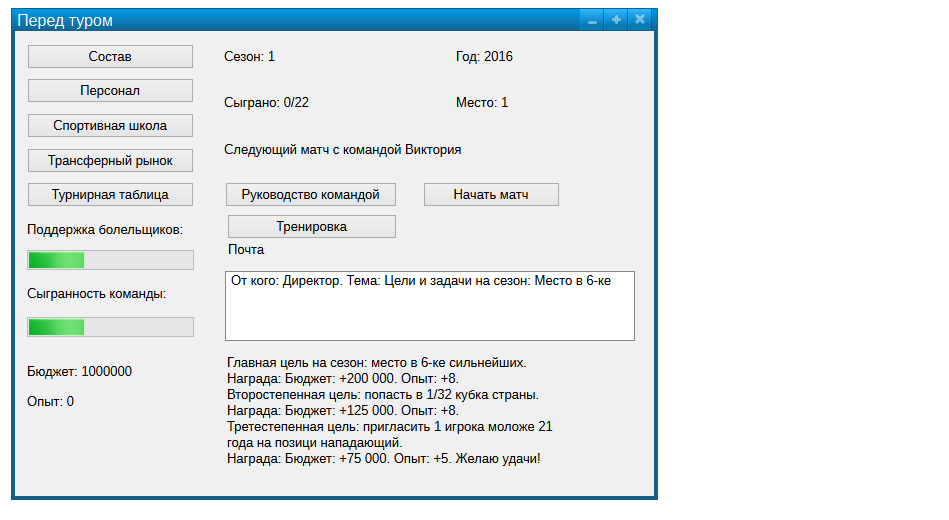 Перед туром
Состав
Персонал
Спортивная школа
Трансферный рынок
Турнирная таблица
Поддержка болельщиков:
Сыгранность команды:
Бюджет: 1000000
Опыт: 0
Сезон: 1
Год: 2016
Сыграно: 0/22
Место: 1
Следующий матч с командой Виктория
Руководство командой
Начать матч
Тренировка
Почта
От кого: Директор. Тема: Цели и задачи на сезон: Место в 6-ке
Главная цель на сезон: место в 6-ке сильнейших.
Награда: Бюджет: +200 000. Опыт: +8.
Второстепенная цель: попасть в 1/32 кубка страны.
Награда: Бюджет: +125 000. Опыт: +8.
Третестепенная цель: пригласить 1 игрока моложе 21
года на позици нападающий.
Награда: Бюджет: +75 000. Опыт: +5. Желаю удачи!